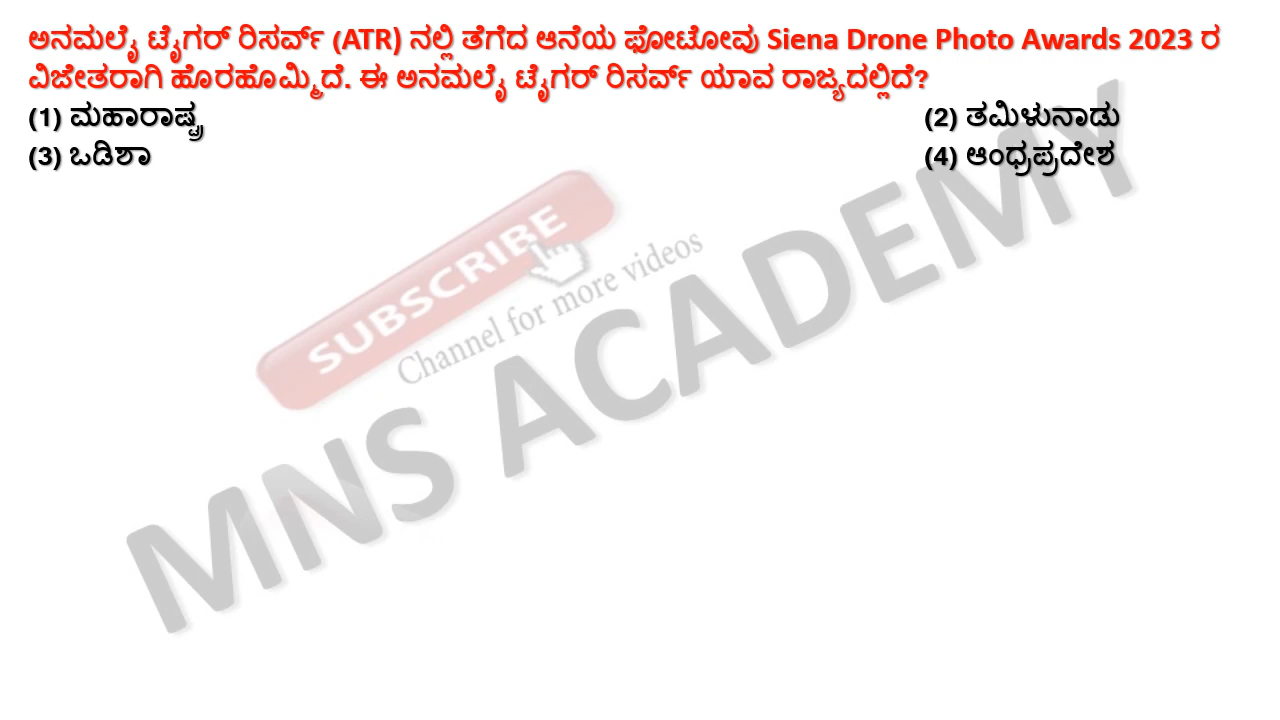 ಅನಮಲೈ ಟೈಗರ್ ರಿಸರ್ವ್ (ATR) ನಲ್ಲಿ ತೆಗೆದ ಆನೆಯ ಫೋಟೋವು Siena Drone Photo Awards 2023 ರ
ವಿಜೇತರಾಗಿ ಹೊರಹೊಮ್ಮಿದೆ. ಈ ಅನಮಲೈ ಟೈಗರ್ ರಿಸರ್ವ್ ಯಾವ ರಾಜ್ಯದಲ್ಲಿದೆ?
(1) ಮಹಾರಾಷ್ಟ್ರ (2) ತಮಿಳುನಾಡು
(3) ಒಡಿಶಾ (4) ಆಂಧ್ರಪ್ರದೇಶ
SUBSCRIBE
Channel for more videos
MNS ACADEMY